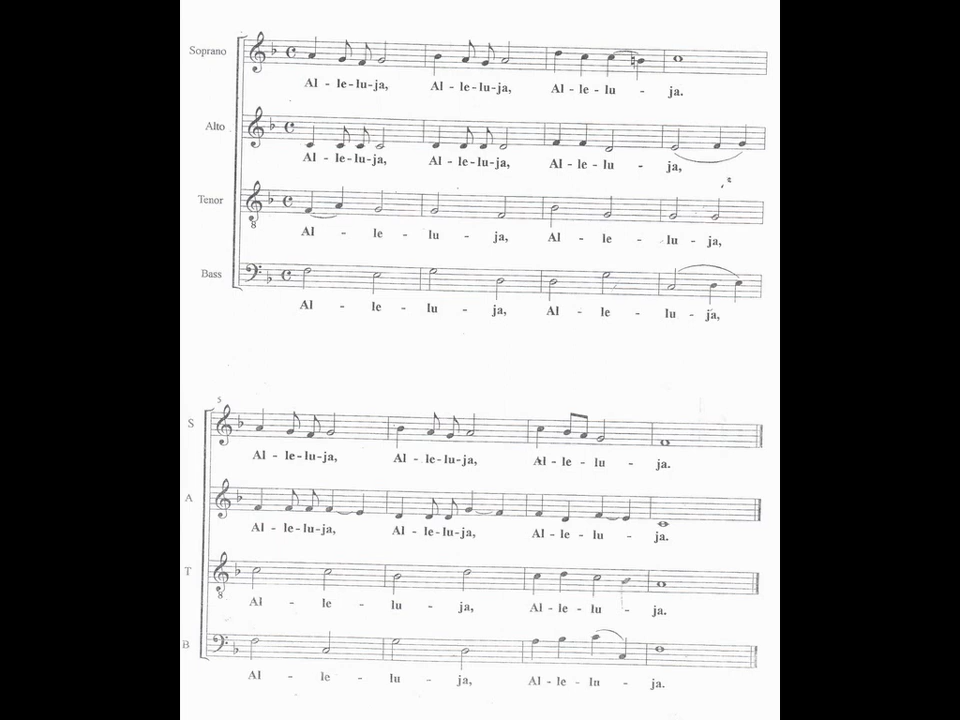 Soprano
Al - le-lu-ja, Al - le-lu-ja, Al - le - lu - ja.
Alto
Al - le-lu-ja, Al - le-lu-ja, Al - le - lu - ja,
Tenor
8
Al - le - lu - ja, Al - le - lu - ja,
Bass
Al - le - lu - ja, Al - le - lu - ja,
5
S
Al - le-lu-ja, Al - le-lu-ja, Al - le - lu - ja.
A
Al - le-lu-ja, Al - le-lu-ja, Al - le - lu - ja.
T
8
Al - le - lu - ja, Al - le - lu - ja.
B
Al - le - lu - ja, Al - le - lu - ja.